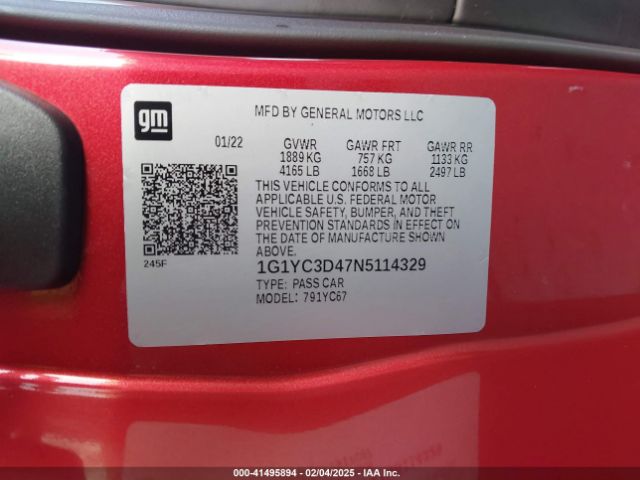 gm
MFD BY GENERAL MOTORS LLC
01/22 GVWR GAWR FRT GAWR RR
1889 KG 757 KG 1133 KG
4165 LB 1668 LB 2497 LB
THIS VEHICLE CONFORMS TO ALL
APPLICABLE U.S. FEDERAL MOTOR
VEHICLE SAFETY, BUMPER, AND THEFT
PREVENTION STANDARDS IN EFFECT ON
THE DATE OF MANUFACTURE SHOWN
ABOVE.
245F
1G1YC3D47N5114329
TYPE: PASS CAR
MODEL: 791YC67
000-41495894 - 02/04/2025 - IAA Inc.